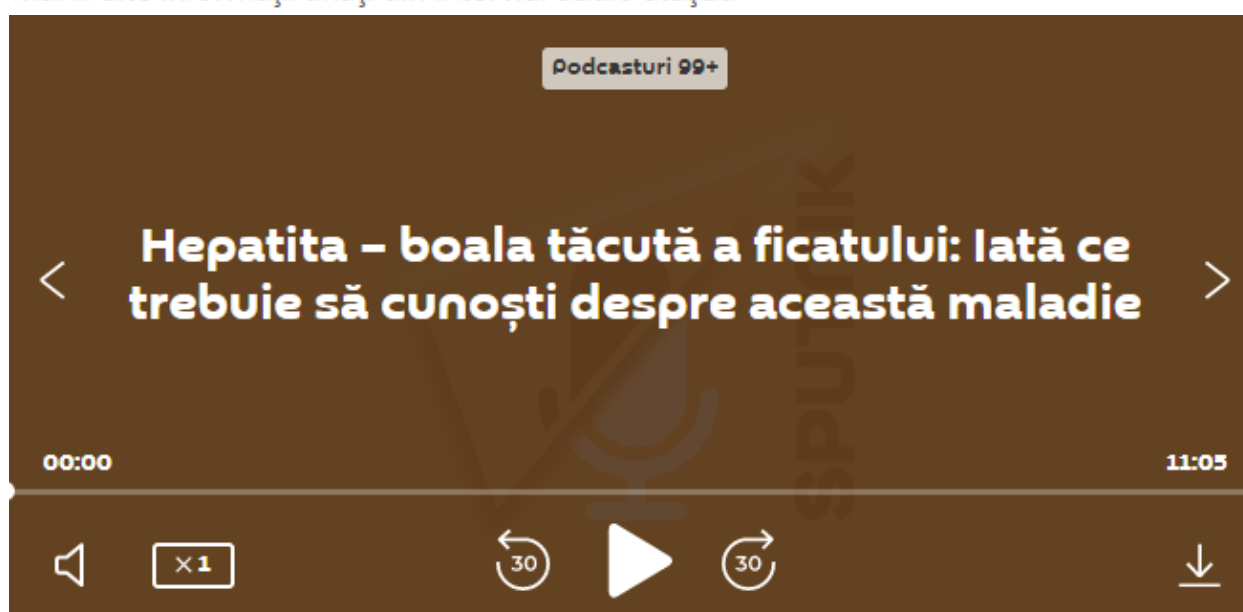 Podcasturi 99+
Hepatita – boala tăcută a ficatului: Iată ce
trebuie să cunoști despre această maladie
SPUTNIK
00:00
11:05
×1
30
30